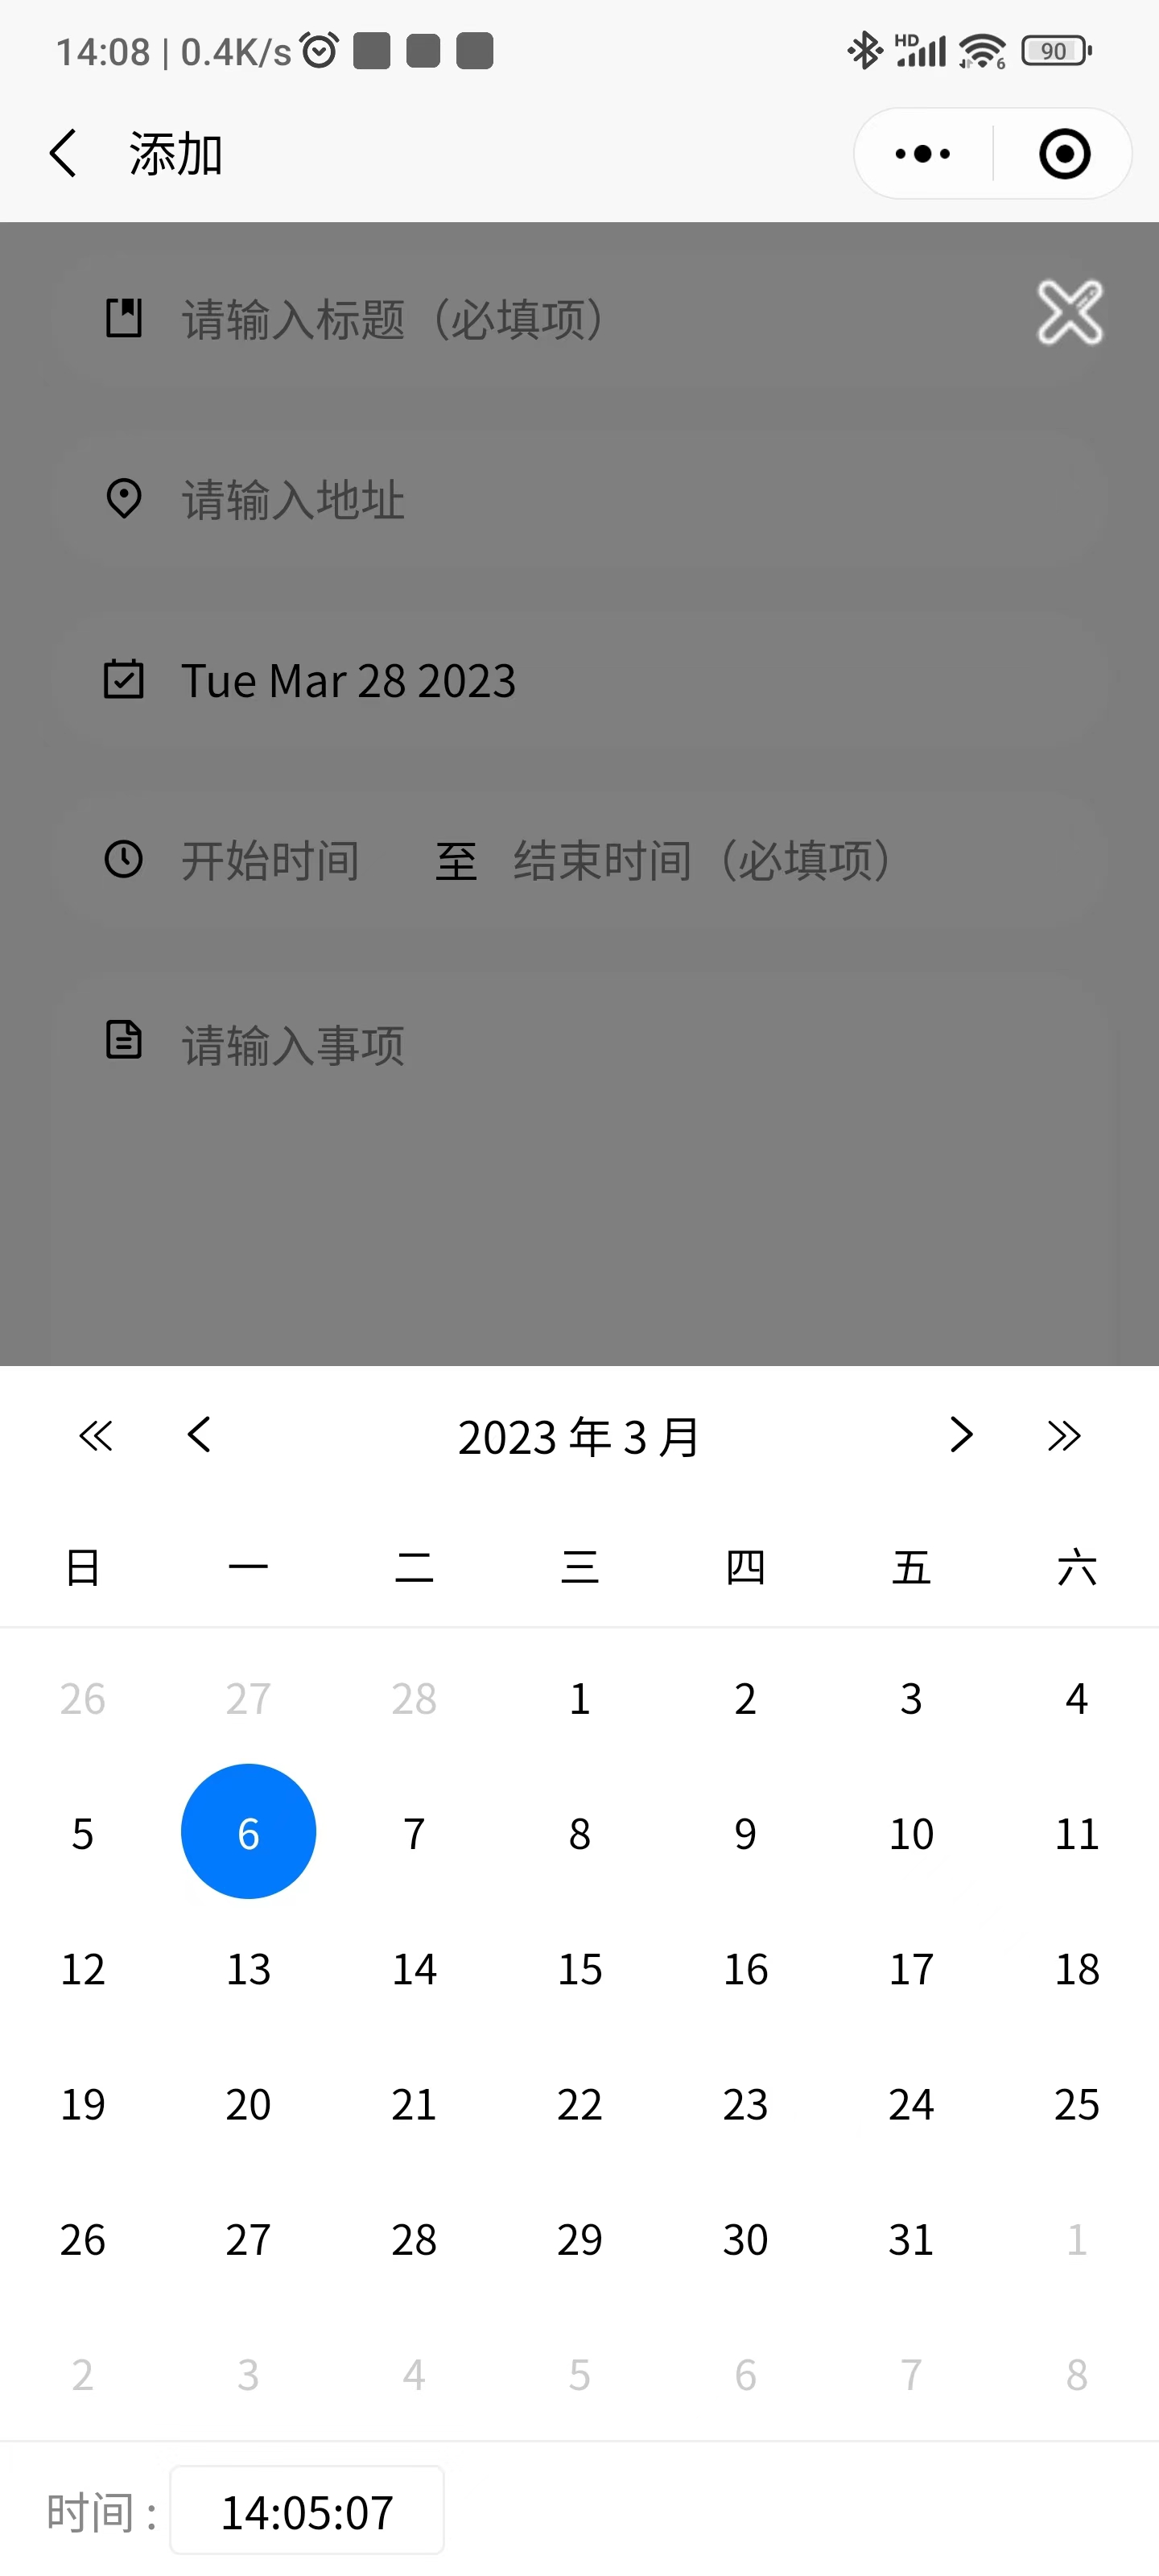 14:08 | 0.4K/s HD 6 90
添加
请输入标题（必填项）
请输入地址
Tue Mar 28 2023
开始时间 至 结束时间（必填项）
请输入事项
2023 年 3 月
日 一 二 三 四 五 六
26 27 28 1 2 3 4
5 6 7 8 9 10 11
12 13 14 15 16 17 18
19 20 21 22 23 24 25
26 27 28 29 30 31 1
2 3 4 5 6 7 8
时间 : 14:05:07